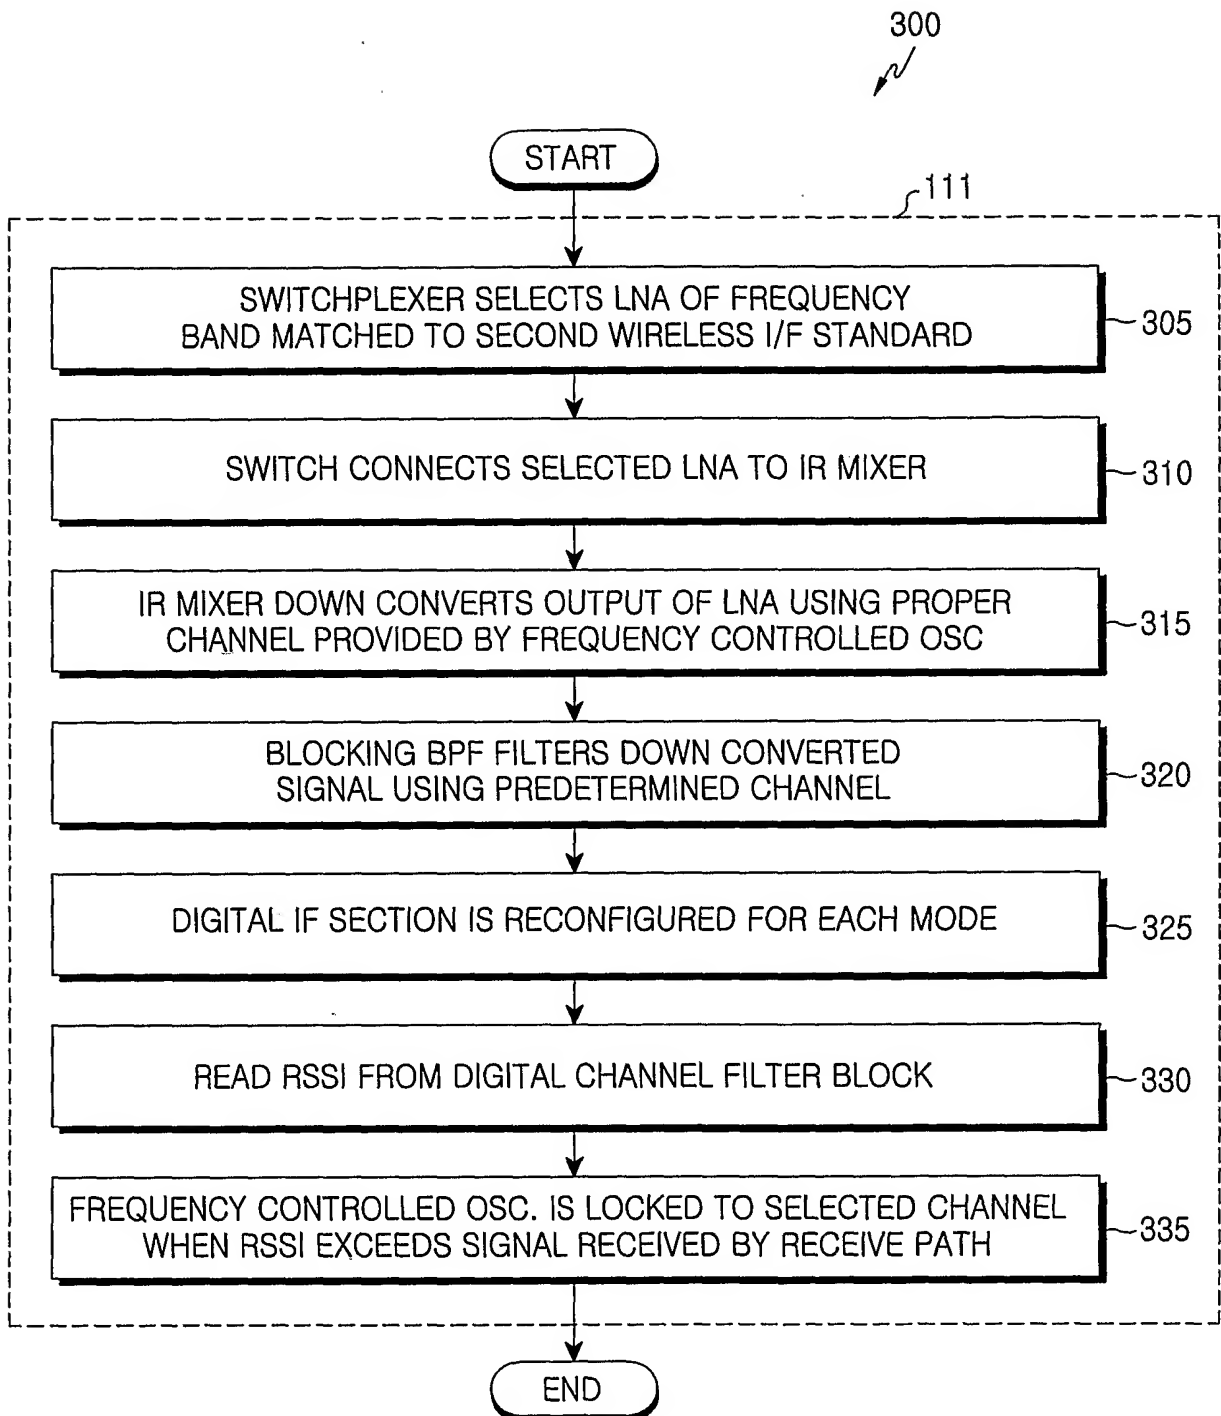 300
START
111
SWITCHPLEXER SELECTS LNA OF FREQUENCY
BAND MATCHED TO SECOND WIRELESS I/F STANDARD
305
SWITCH CONNECTS SELECTED LNA TO IR MIXER
310
IR MIXER DOWN CONVERTS OUTPUT OF LNA USING PROPER
CHANNEL PROVIDED BY FREQUENCY CONTROLLED OSC
315
BLOCKING BPF FILTERS DOWN CONVERTED
SIGNAL USING PREDETERMINED CHANNEL
320
DIGITAL IF SECTION IS RECONFIGURED FOR EACH MODE
325
READ RSSI FROM DIGITAL CHANNEL FILTER BLOCK
330
FREQUENCY CONTROLLED OSC. IS LOCKED TO SELECTED CHANNEL
WHEN RSSI EXCEEDS SIGNAL RECEIVED BY RECEIVE PATH
335
END